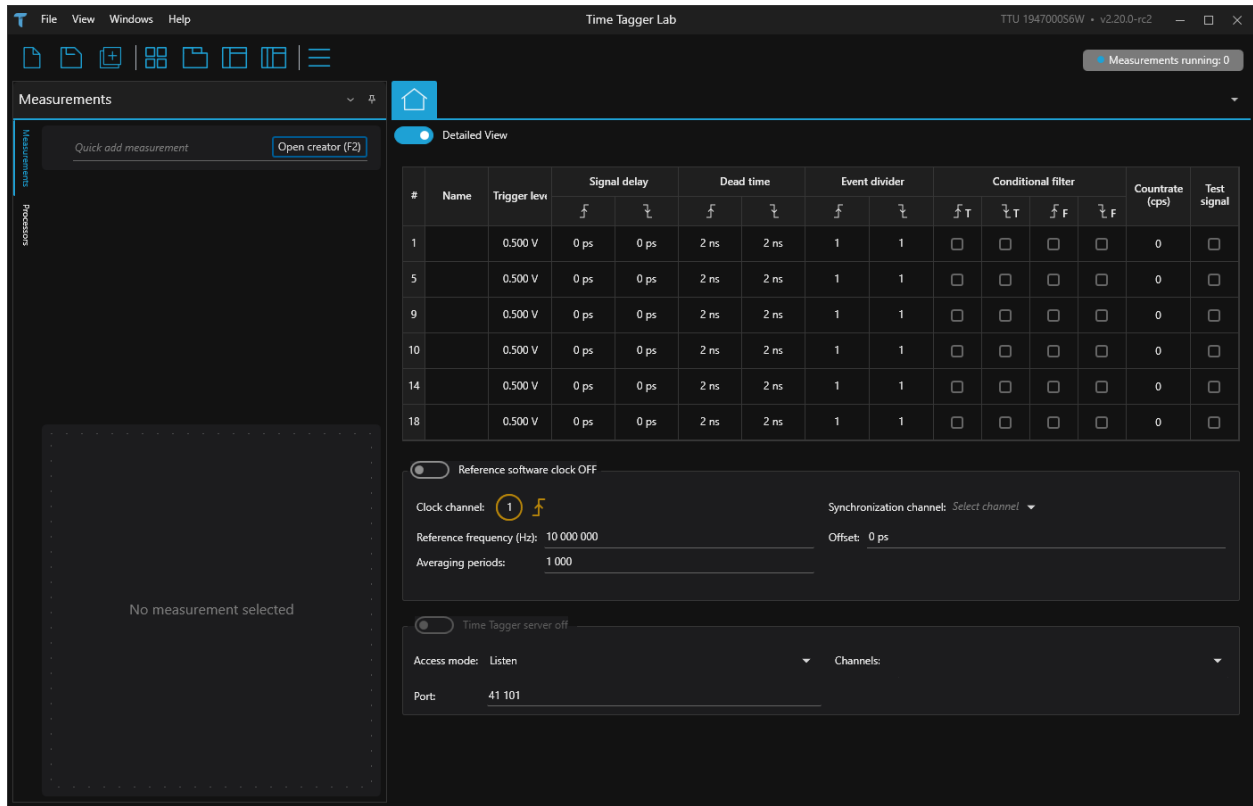 File View Windows Help Time Tagger Lab TTU 1947000S6W • v2.20.0-rc2
Measurements running: 0
Measurements
Detailed View
Measurements
Quick add measurement Open creator (F2)
Processors
# Name Trigger leve Signal delay Dead time Event divider Conditional filter Countrate (cps) Test signal
T T F F
1 0.500 V 0 ps 0 ps 2 ns 2 ns 1 1 0
5 0.500 V 0 ps 0 ps 2 ns 2 ns 1 1 0
9 0.500 V 0 ps 0 ps 2 ns 2 ns 1 1 0
10 0.500 V 0 ps 0 ps 2 ns 2 ns 1 1 0
14 0.500 V 0 ps 0 ps 2 ns 2 ns 1 1 0
18 0.500 V 0 ps 0 ps 2 ns 2 ns 1 1 0
Reference software clock OFF
Clock channel: 1 Synchronization channel: Select channel
Reference frequency (Hz): 10 000 000 Offset: 0 ps
Averaging periods: 1 000
No measurement selected
Time Tagger server off
Access mode: Listen Channels:
Port: 41 101